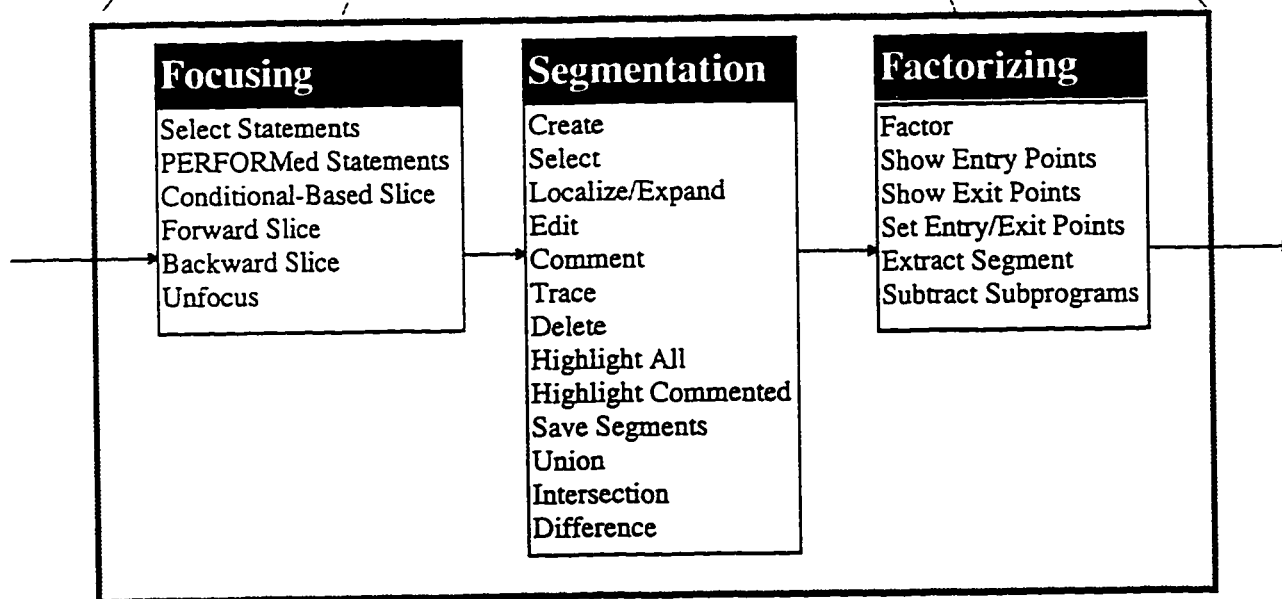 Focusing
Select Statements
PERFORMed Statements
Conditional-Based Slice
Forward Slice
Backward Slice
Unfocus
Segmentation
Create
Select
Localize/Expand
Edit
Comment
Trace
Delete
Highlight All
Highlight Commented
Save Segments
Union
Intersection
Difference
Factorizing
Factor
Show Entry Points
Show Exit Points
Set Entry/Exit Points
Extract Segment
Subtract Subprograms